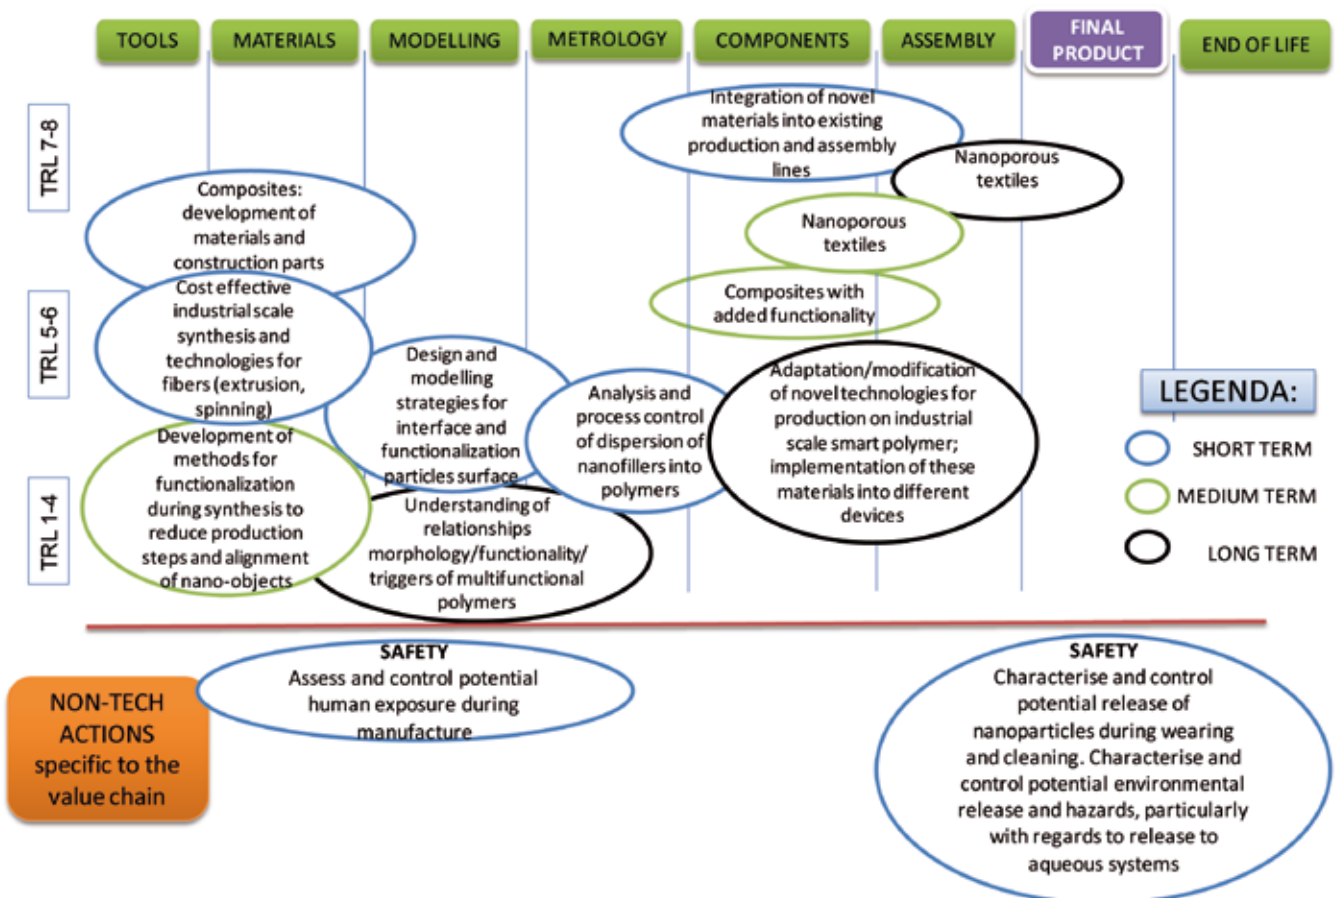 TOOLS
MATERIALS
MODELLING
METROLOGY
COMPONENTS
ASSEMBLY
FINAL
PRODUCT
END OF LIFE
TRL 7-8
Integration of novel
materials into existing
production and assembly
lines
Nanoporous
textiles
Composites:
development of
materials and
construction parts
Nanoporous
textiles
TRL 5-6
Cost effective
industrial scale
synthesis and
technologies for
fibers (extrusion,
spinning)
Composites with
added functionality
Design and
modelling
strategies for
interface and
functionalization
particles surface
Analysis and
process control
of dispersion of
nanofillers into
polymers
Adaptation/modification
of novel technologies for
production on industrial
scale smart polymer;
implementation of these
materials into different
devices
TRL 1-4
Development of
methods for
functionalization
during synthesis to
reduce production
steps and alignment
of nano-objects
Understanding of
relationships
morphology/functionality/
triggers of multifunctional
polymers
LEGENDA:
SHORT TERM
MEDIUM TERM
LONG TERM
NON-TECH
ACTIONS
specific to the
value chain
SAFETY
Assess and control potential
human exposure during
manufacture
SAFETY
Characterise and control
potential release of
nanoparticles during wearing
and cleaning. Characterise and
control potential environmental
release and hazards, particularly
with regards to release to
aqueous systems